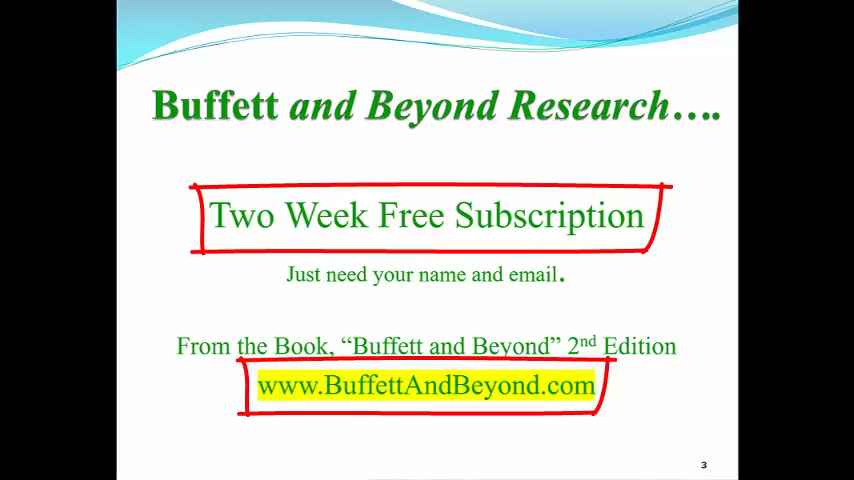 Buffett and Beyond Research….
Two Week Free Subscription
Just need your name and email.
From the Book, “Buffett and Beyond” 2nd Edition
www.BuffettAndBeyond.com
3